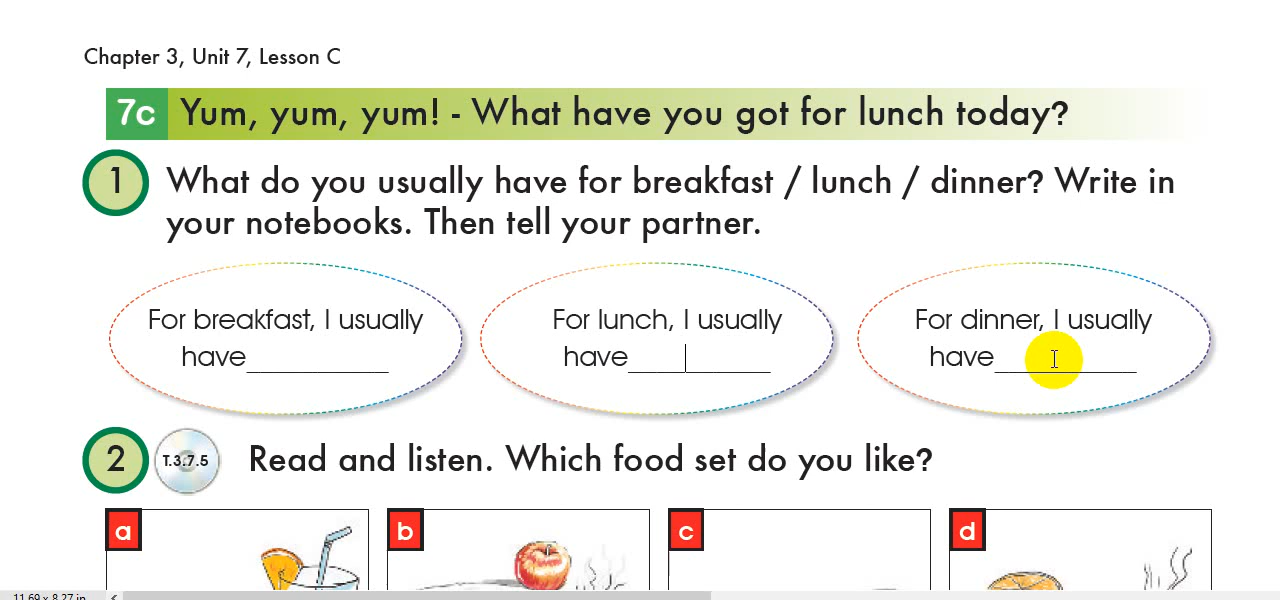 Chapter 3, Unit 7, Lesson C
7c Yum, yum, yum! - What have you got for lunch today?
1 What do you usually have for breakfast / lunch / dinner? Write in
your notebooks. Then tell your partner.
For breakfast, I usually
have__________
For lunch, I usually
have__________
For dinner, I usually
have__________
2 T.3.7.5 Read and listen. Which food set do you like?
a b c d
11.69 x 8.27 in